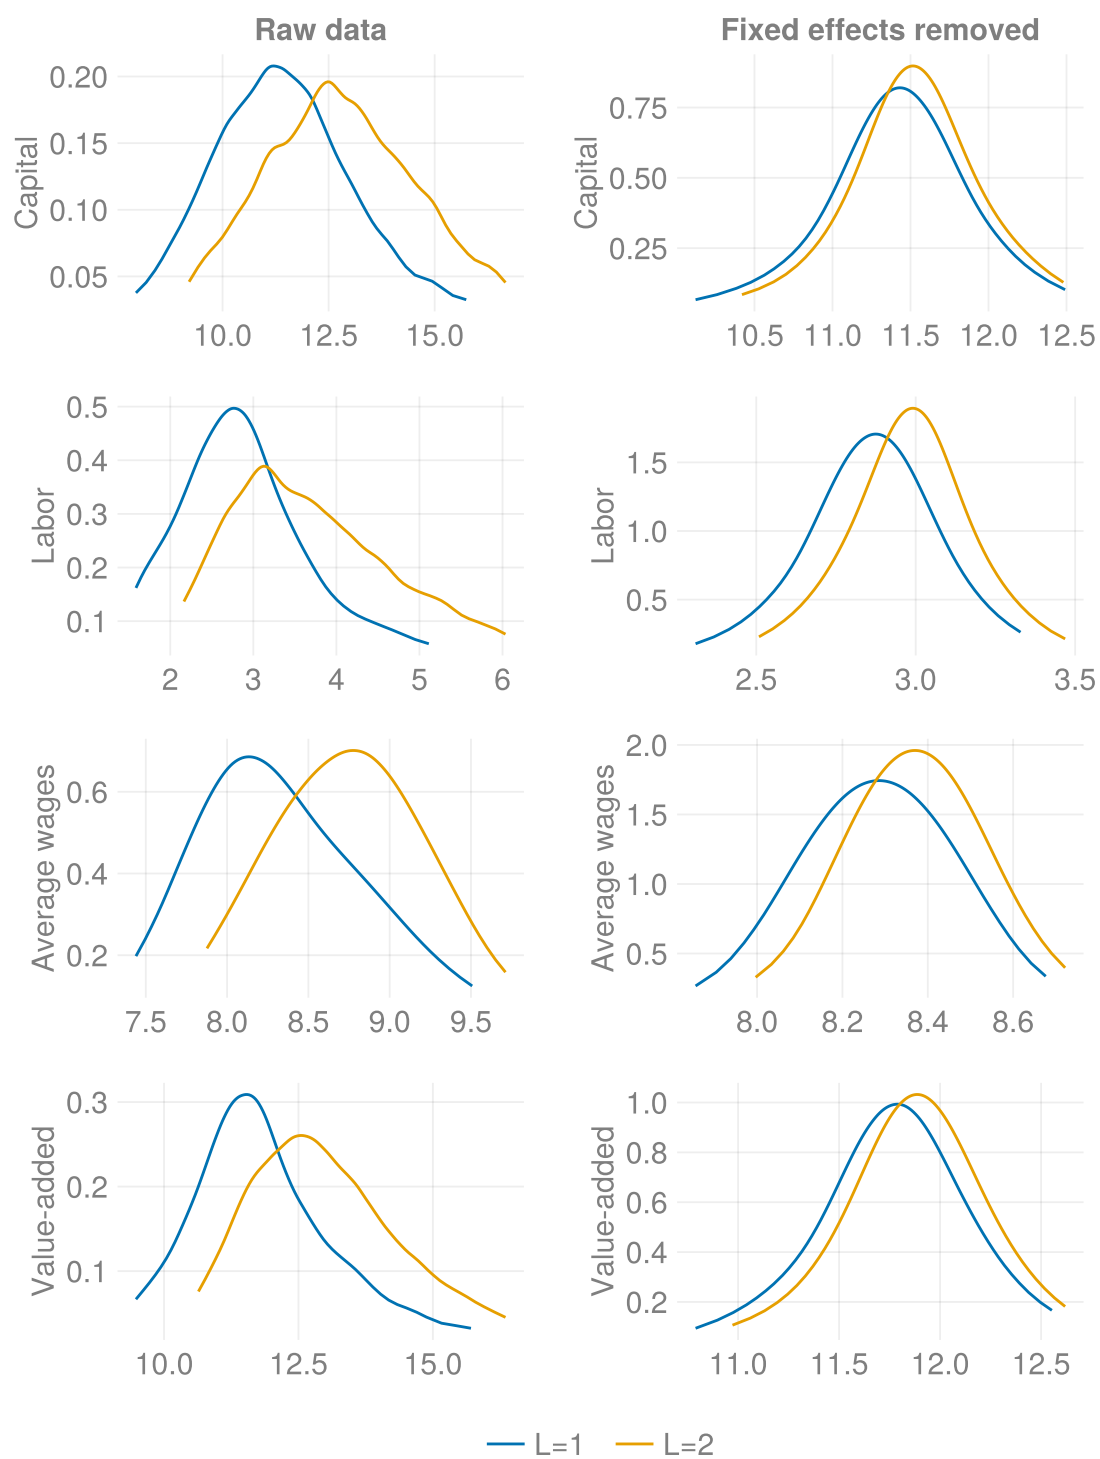 Raw data Fixed effects removed
Capital
0.20
0.15
0.10
0.05
10.0 12.5 15.0
Capital
0.75
0.50
0.25
10.5 11.0 11.5 12.0 12.5
Labor
0.5
0.4
0.3
0.2
0.1
2 3 4 5 6
Labor
1.5
1.0
0.5
2.5 3.0 3.5
Average wages
0.6
0.4
0.2
7.5 8.0 8.5 9.0 9.5
Average wages
2.0
1.5
1.0
0.5
8.0 8.2 8.4 8.6
Value-added
0.3
0.2
0.1
10.0 12.5 15.0
Value-added
1.0
0.8
0.6
0.4
0.2
11.0 11.5 12.0 12.5
L=1 L=2